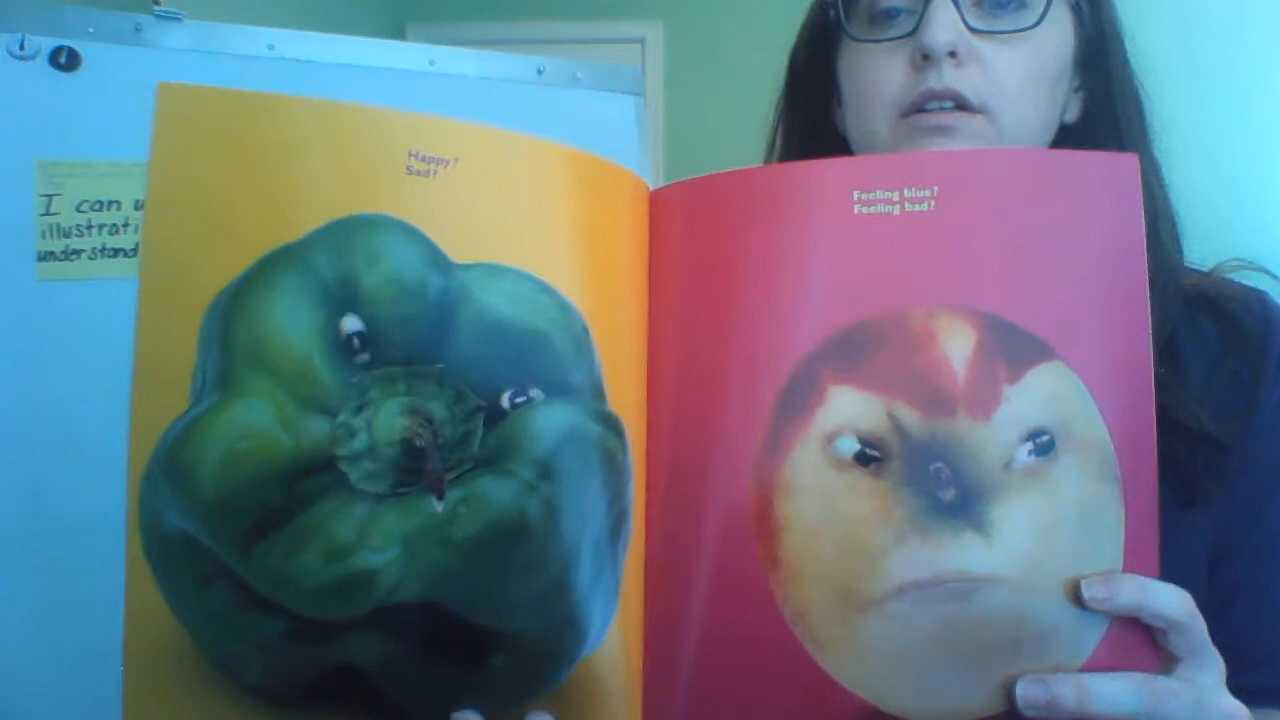 I can
illustrati
understand
Happy?
Sad?
Feeling blue?
Feeling bad?